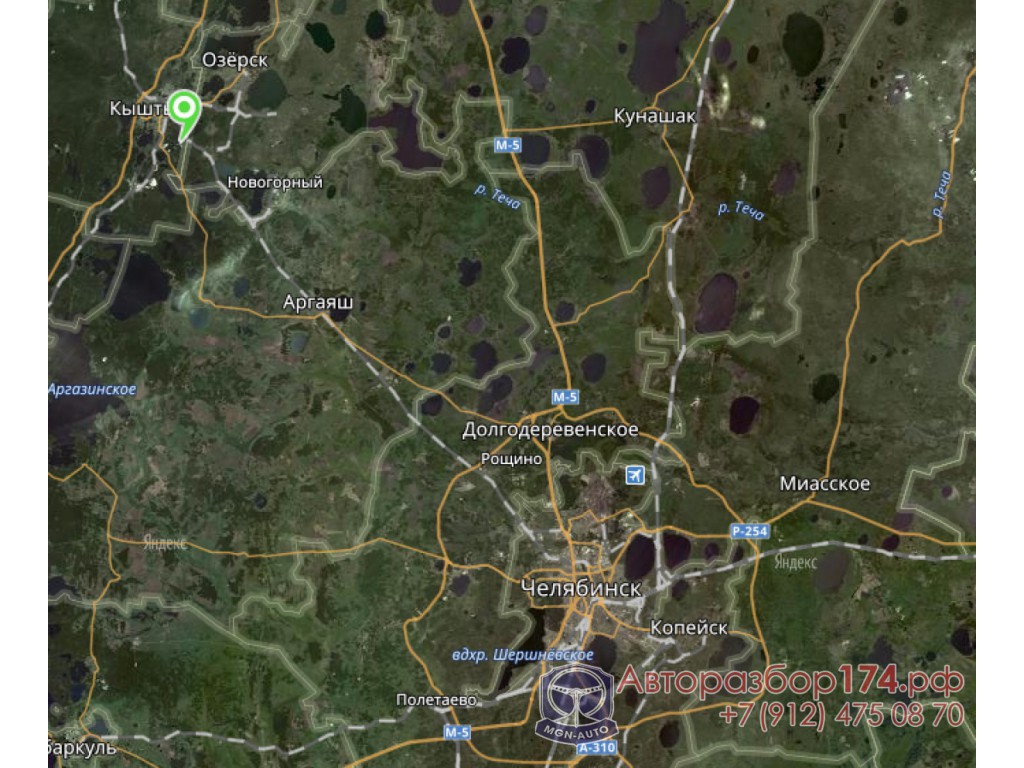 Озёрск
Кышты
Кунашак
М-5
Новогорный
р. Теча
р. Теча
р. Теча
Аргаяш
Аргазинское
М-5
Долгодеревенское
Рощино
Миасское
Р-254
Яндекс
Яндекс
Челябинск
Копейск
вдхр. Шершнёвское
Авторазбор174.рф
Полетаево
+7 (912) 475 08 70
М-5
MGN-AUTO
А-310
баркуль